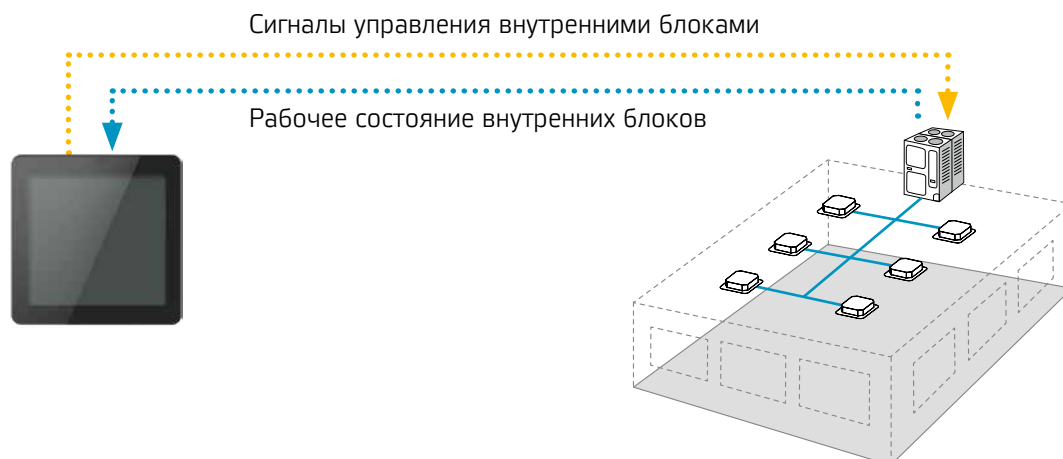 Сигналы управления внутренними блоками
Рабочее состояние внутренних блоков